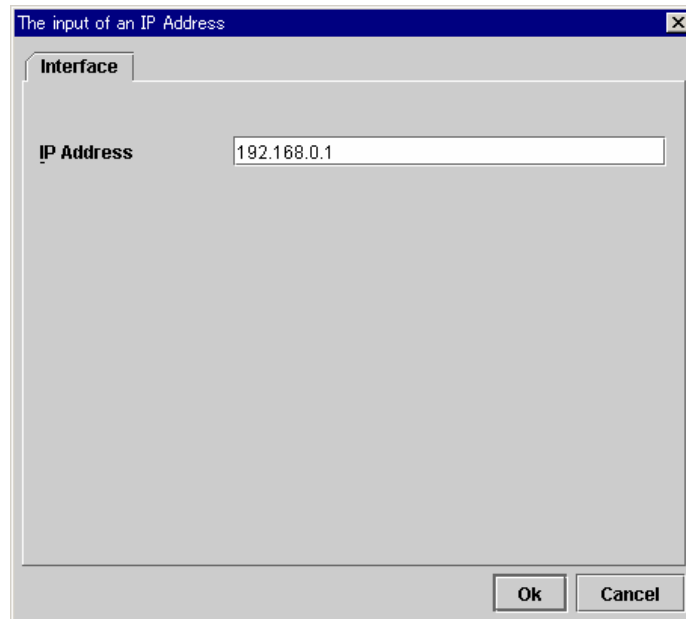 The input of an IP Address
Interface
IP Address
192.168.0.1
Ok
Cancel